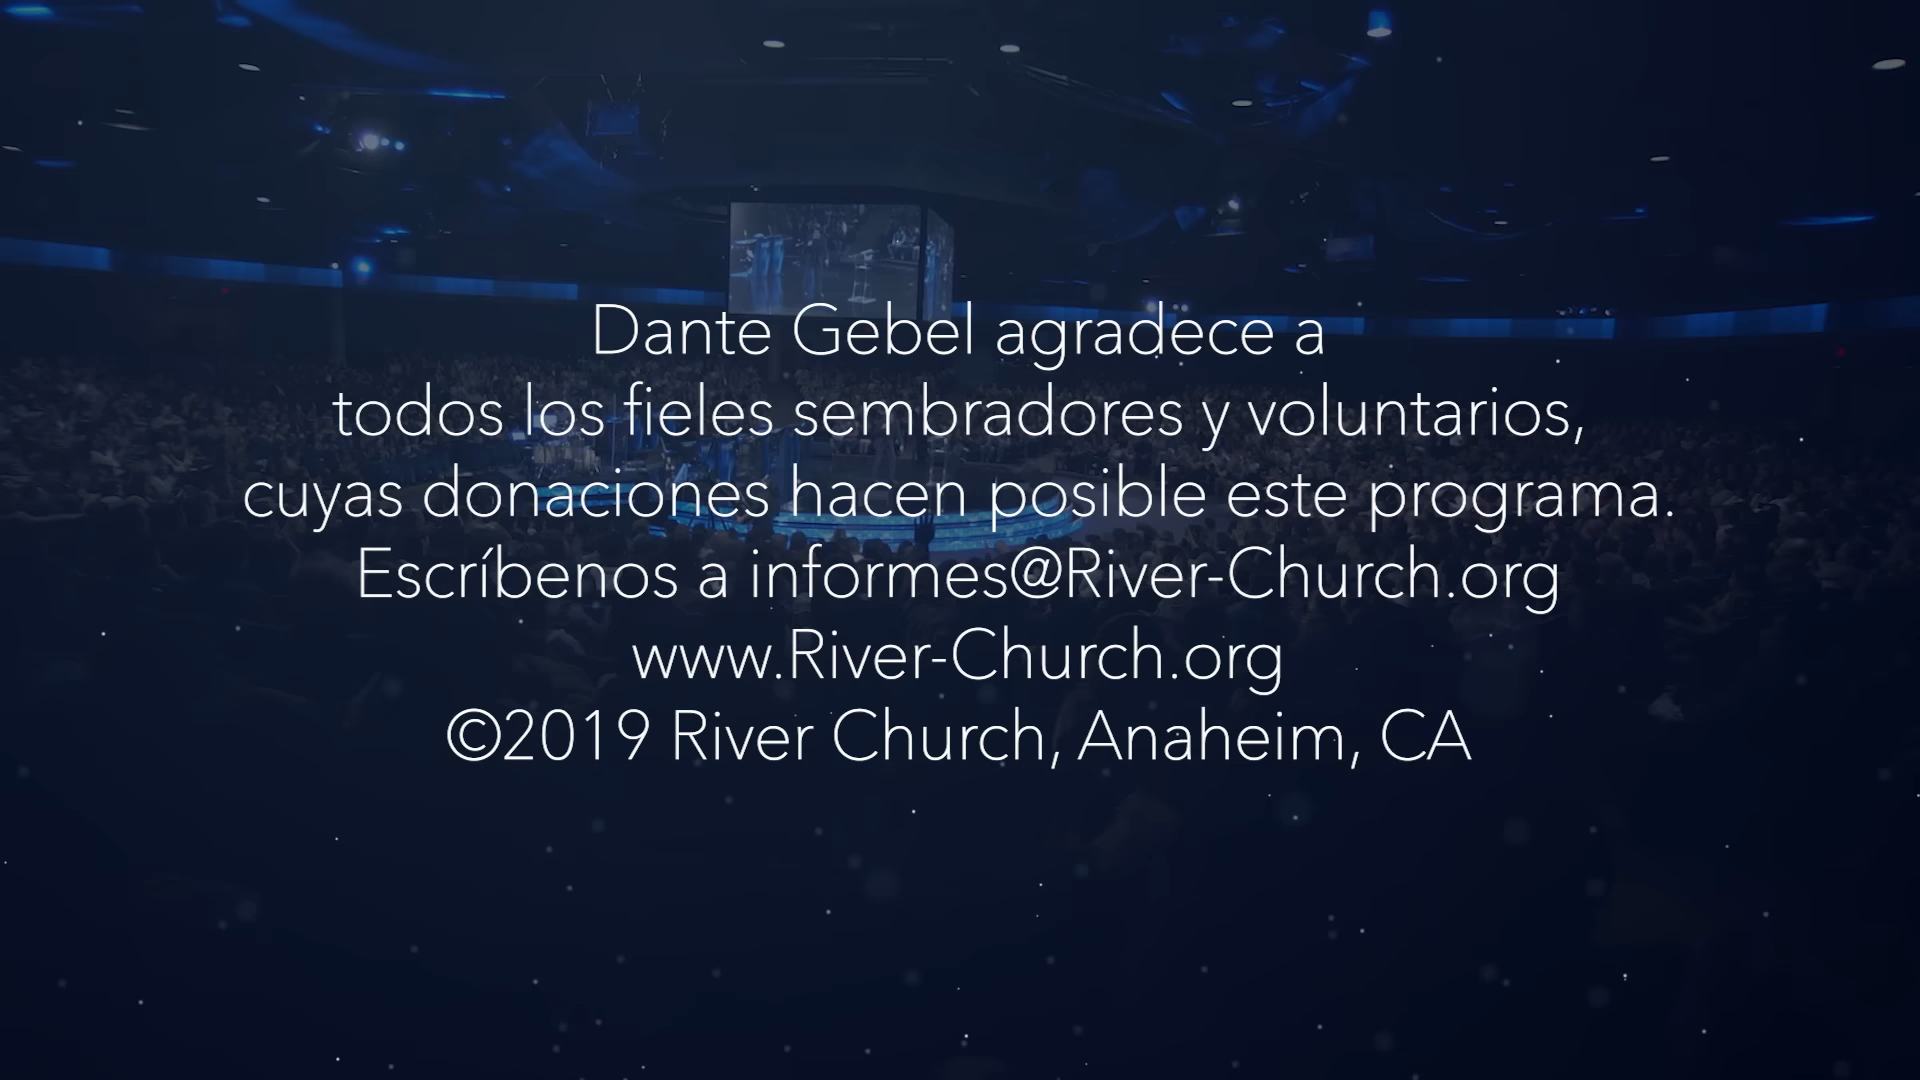 Dante Gebel agradece a
todos los fieles sembradores y voluntarios,
cuyas donaciones hacen posible este programa.
Escríbenos a informes@River-Church.org
www.River-Church.org
©2019 River Church, Anaheim, CA